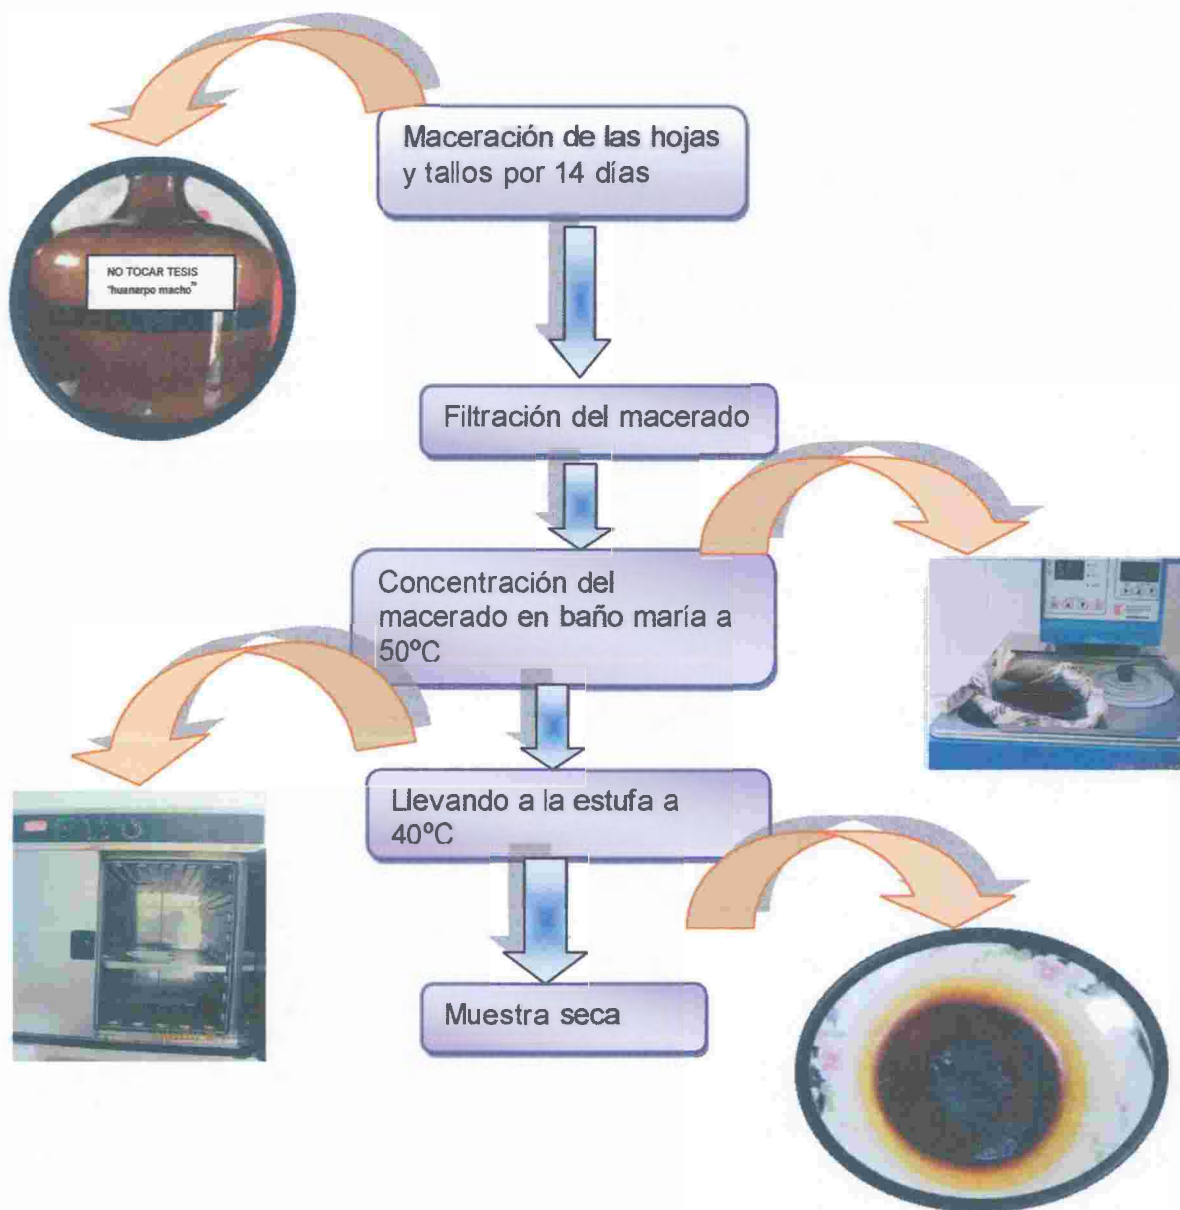 Maceración de las hojas
y tallos por 14 días
NO TOCAR TESIS
"huanarpo macho"
Filtración del macerado
Concentración del
macerado en baño maría a
50ºC
Llevando a la estufa a
40ºC
Muestra seca